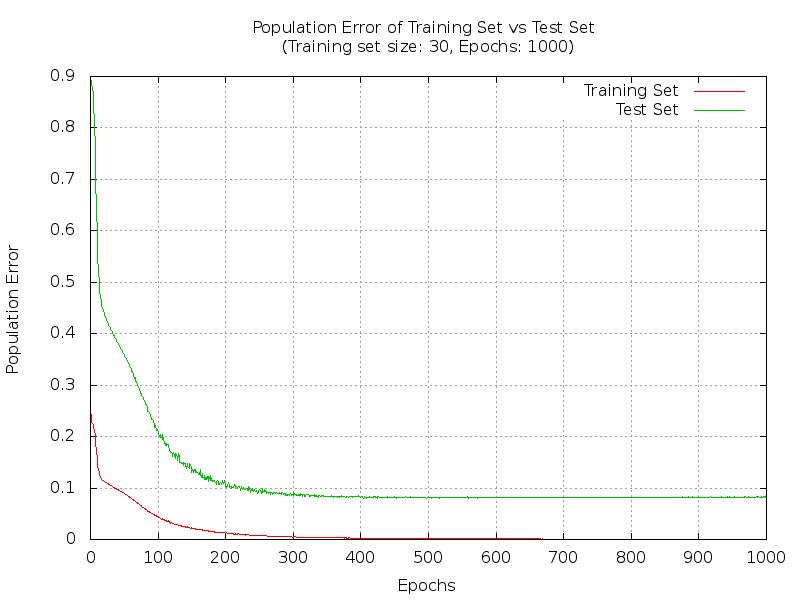 Population Error of Training Set vs Test Set
(Training set size: 30, Epochs: 1000)
Training Set
Test Set
0.9
0.8
0.7
0.6
0.5
0.4
0.3
0.2
0.1
0
Population Error
0 100 200 300 400 500 600 700 800 900 1000
Epochs